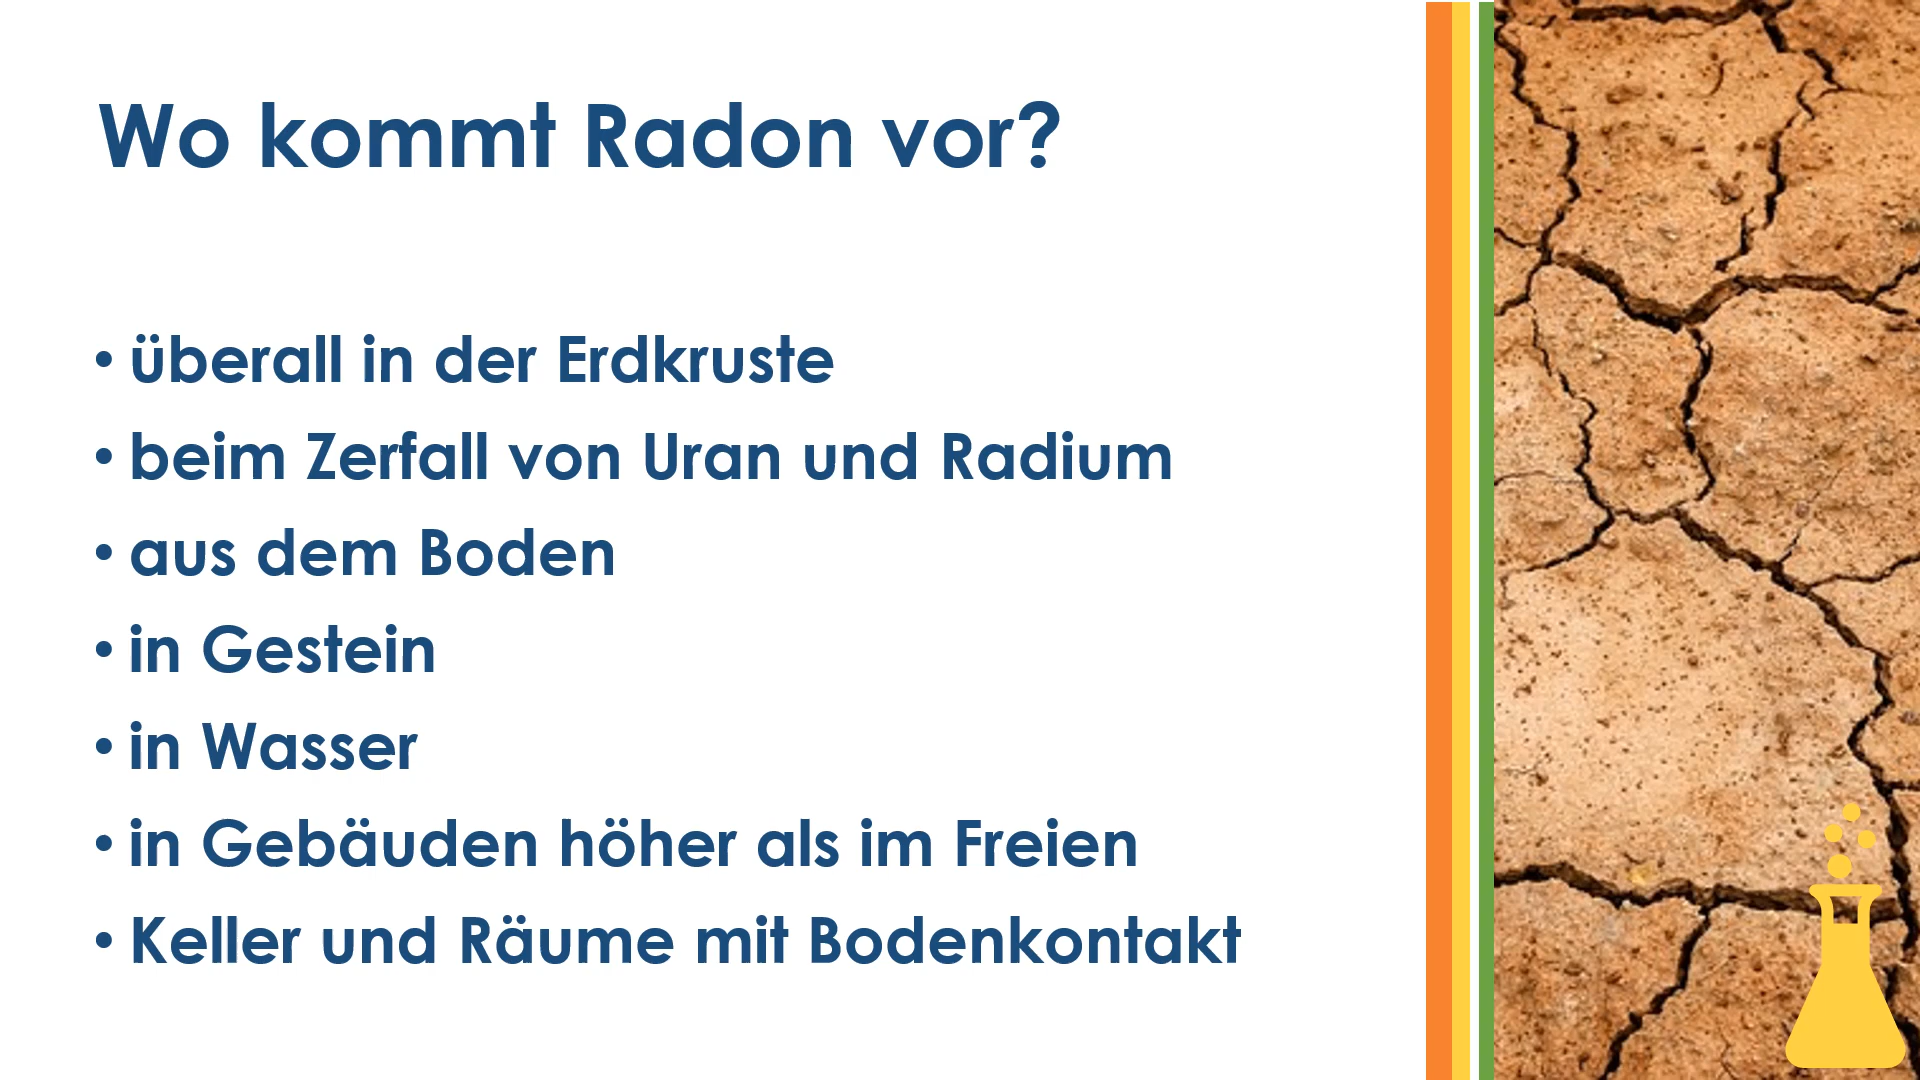 Wo kommt Radon vor?
• überall in der Erdkruste
• beim Zerfall von Uran und Radium
• aus dem Boden
• in Gestein
• in Wasser
• in Gebäuden höher als im Freien
• Keller und Räume mit Bodenkontakt